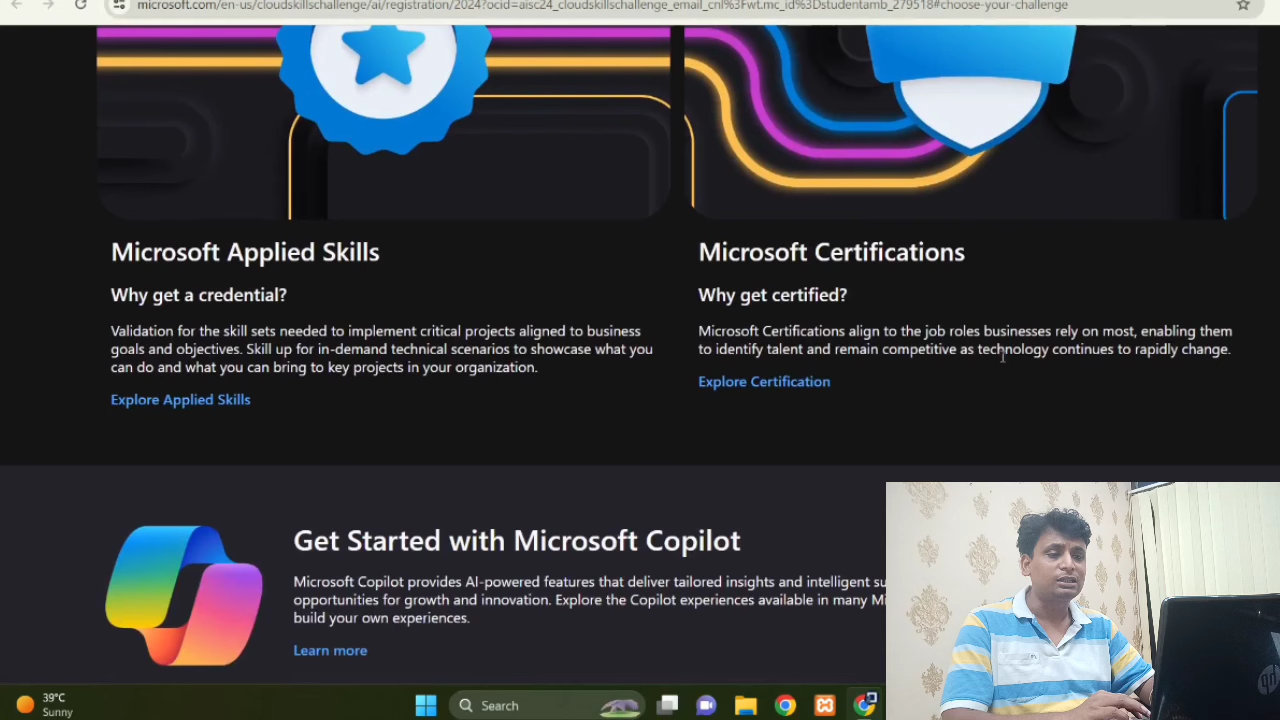 microsoft.com/en-us/cloudskillschallenge/ai/registration/2024?ocid=aisc24_cloudskillschallenge_email_cnl%3Fwt.mc_id%3Dstudentamb_279518#choose-your-challenge
Microsoft Applied Skills
Why get a credential?
Validation for the skill sets needed to implement critical projects aligned to business
goals and objectives. Skill up for in-demand technical scenarios to showcase what you
can do and what you can bring to key projects in your organization.
Explore Applied Skills
Microsoft Certifications
Why get certified?
Microsoft Certifications align to the job roles businesses rely on most, enabling them
to identify talent and remain competitive as technology continues to rapidly change.
Explore Certification
Get Started with Microsoft Copilot
Microsoft Copilot provides AI-powered features that deliver tailored insights and intelligent
opportunities for growth and innovation. Explore the Copilot experiences available in many
build your own experiences.
Learn more
39°C
Sunny
Search
hp